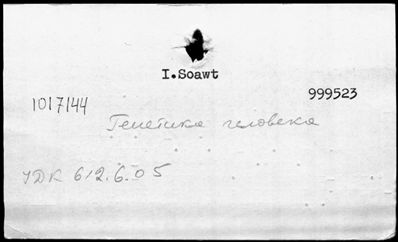 I.Soawt
999523
1017144
Генетика человека
УДК 612.6.05